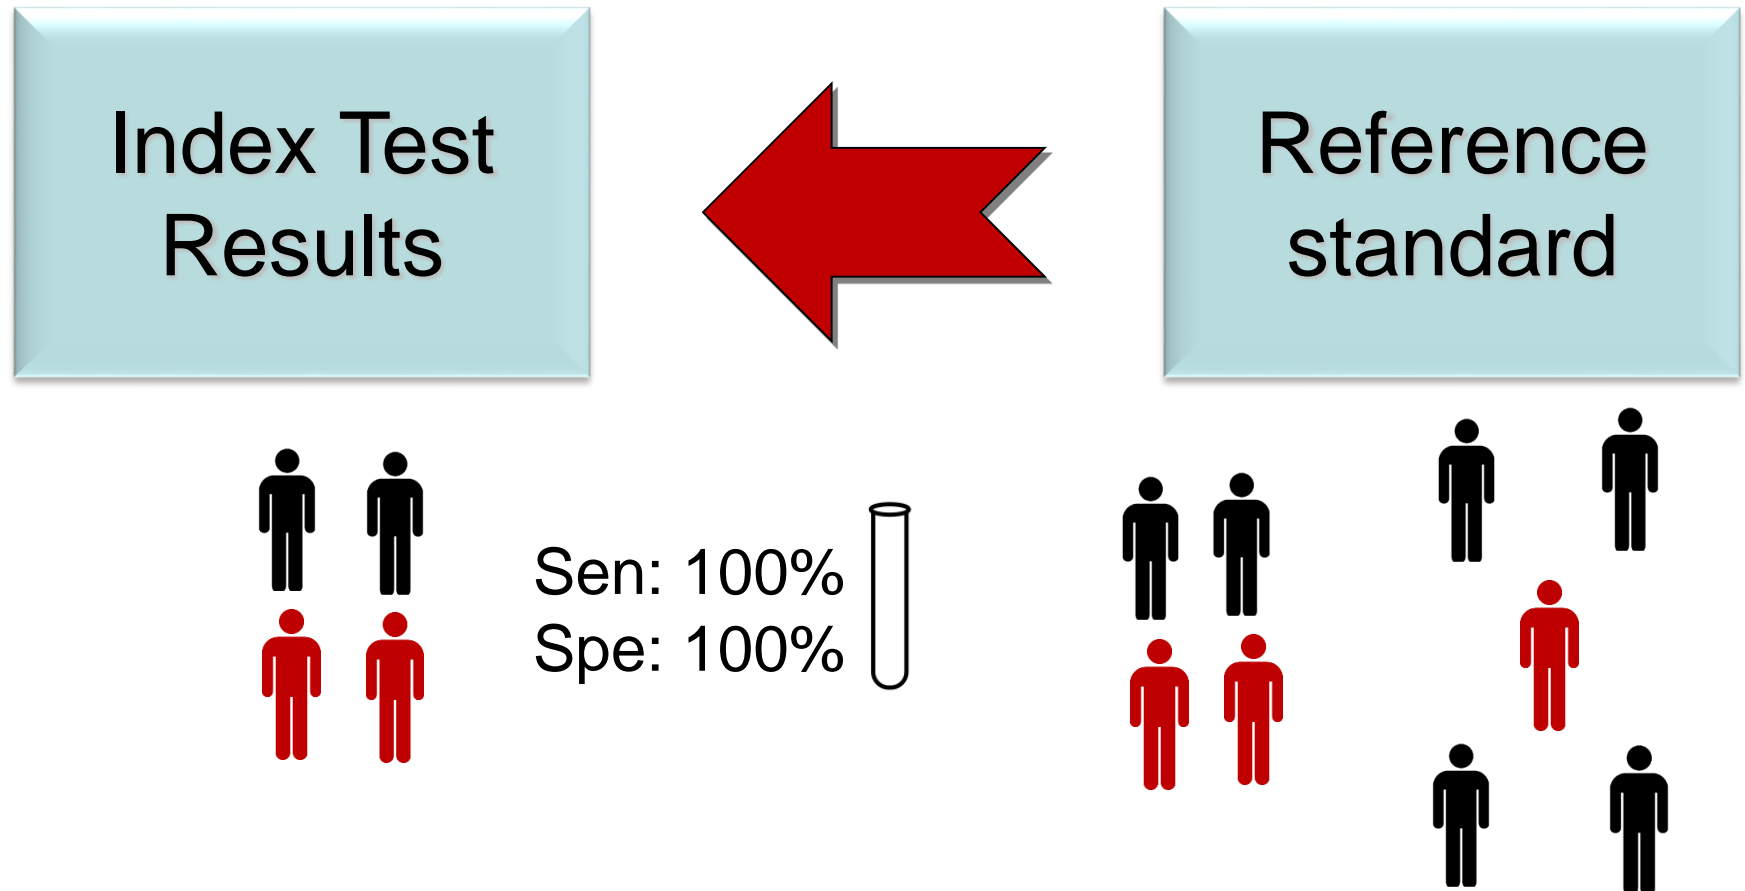 Index Test
Results
Reference
standard
Sen: 100%
Spe: 100%